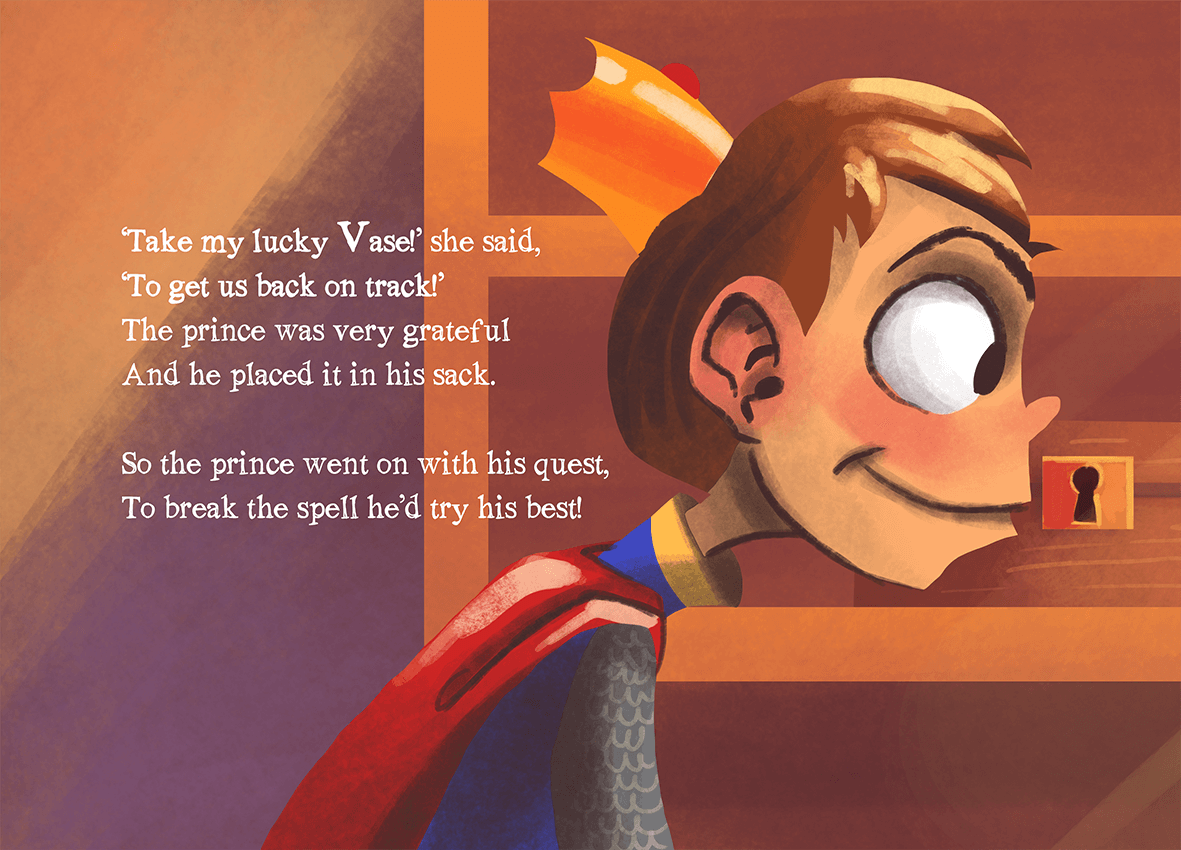 ‘Take my lucky Vase!’ she said,
‘To get us back on track!’
The prince was very grateful
And he placed it in his sack.
So the prince went on with his quest,
To break the spell he’d try his best!